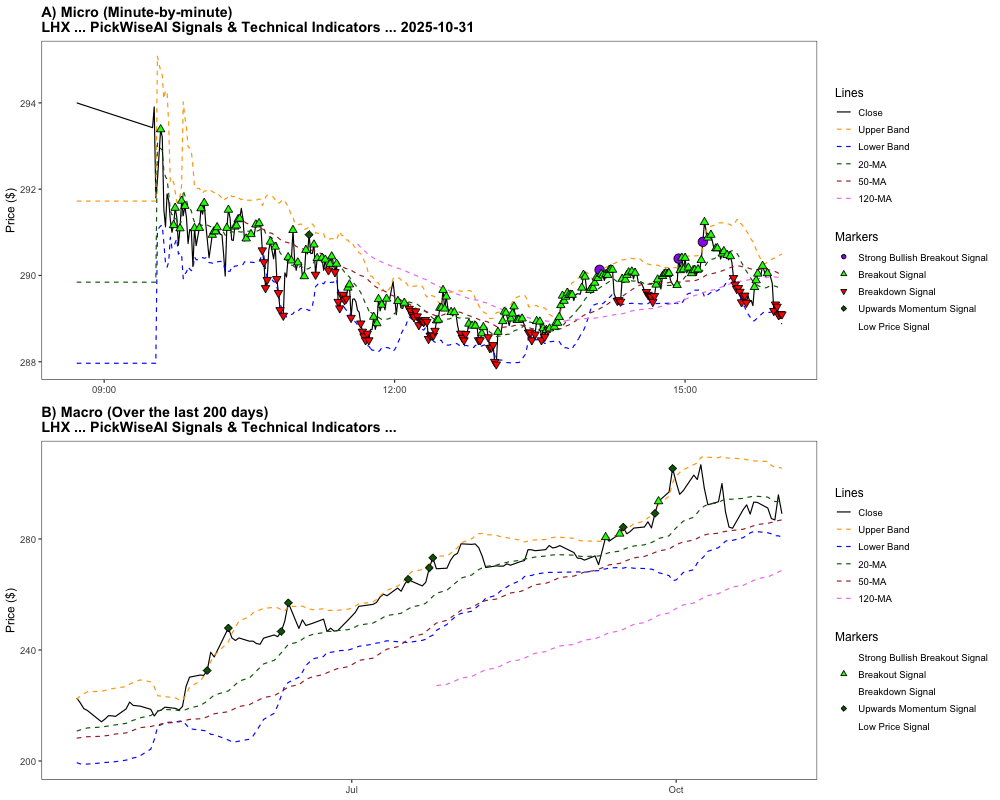 A) Micro (Minute-by-minute)
LHX ... PickWiseAI Signals & Technical Indicators ... 2025-10-31
Price ($)
294
292
290
288
09:00
12:00
15:00
Lines
Close
Upper Band
Lower Band
20-MA
50-MA
120-MA
Markers
Strong Bullish Breakout Signal
Breakout Signal
Breakdown Signal
Upwards Momentum Signal
Low Price Signal
B) Macro (Over the last 200 days)
LHX ... PickWiseAI Signals & Technical Indicators ...
Price ($)
280
240
200
Jul
Oct
Lines
Close
Upper Band
Lower Band
20-MA
50-MA
120-MA
Markers
Strong Bullish Breakout Signal
Breakout Signal
Breakdown Signal
Upwards Momentum Signal
Low Price Signal